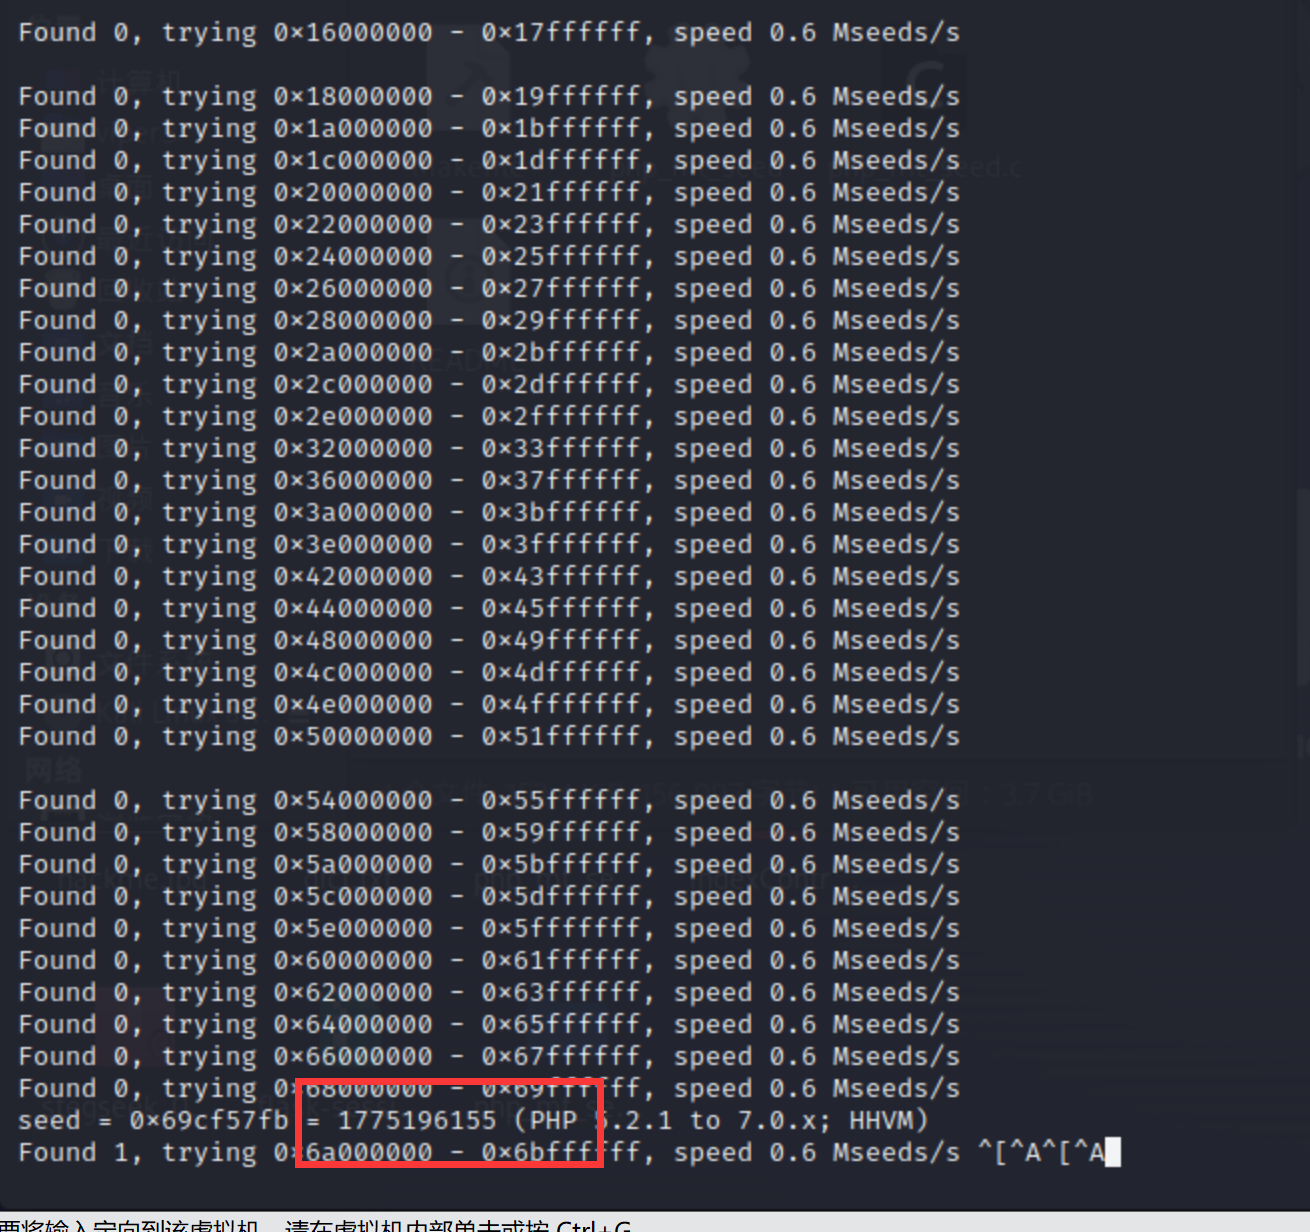 Found 0, trying 0×16000000 - 0×17ffffff, speed 0.6 Mseeds/s
Found 0, trying 0×18000000 - 0×19ffffff, speed 0.6 Mseeds/s
Found 0, trying 0×1a000000 - 0×1bffffff, speed 0.6 Mseeds/s
Found 0, trying 0×1c000000 - 0×1dffffff, speed 0.6 Mseeds/s
Found 0, trying 0×20000000 - 0×21ffffff, speed 0.6 Mseeds/s
Found 0, trying 0×22000000 - 0×23ffffff, speed 0.6 Mseeds/s
Found 0, trying 0×24000000 - 0×25ffffff, speed 0.6 Mseeds/s
Found 0, trying 0×26000000 - 0×27ffffff, speed 0.6 Mseeds/s
Found 0, trying 0×28000000 - 0×29ffffff, speed 0.6 Mseeds/s
Found 0, trying 0×2a000000 - 0×2bffffff, speed 0.6 Mseeds/s
Found 0, trying 0×2c000000 - 0×2dffffff, speed 0.6 Mseeds/s
Found 0, trying 0×2e000000 - 0×2fffffff, speed 0.6 Mseeds/s
Found 0, trying 0×32000000 - 0×33ffffff, speed 0.6 Mseeds/s
Found 0, trying 0×36000000 - 0×37ffffff, speed 0.6 Mseeds/s
Found 0, trying 0×3a000000 - 0×3bffffff, speed 0.6 Mseeds/s
Found 0, trying 0×3e000000 - 0×3fffffff, speed 0.6 Mseeds/s
Found 0, trying 0×42000000 - 0×43ffffff, speed 0.6 Mseeds/s
Found 0, trying 0×44000000 - 0×45ffffff, speed 0.6 Mseeds/s
Found 0, trying 0×48000000 - 0×49ffffff, speed 0.6 Mseeds/s
Found 0, trying 0×4c000000 - 0×4dffffff, speed 0.6 Mseeds/s
Found 0, trying 0×4e000000 - 0×4fffffff, speed 0.6 Mseeds/s
Found 0, trying 0×50000000 - 0×51ffffff, speed 0.6 Mseeds/s
Found 0, trying 0×54000000 - 0×55ffffff, speed 0.6 Mseeds/s
Found 0, trying 0×58000000 - 0×59ffffff, speed 0.6 Mseeds/s
Found 0, trying 0×5a000000 - 0×5bffffff, speed 0.6 Mseeds/s
Found 0, trying 0×5c000000 - 0×5dffffff, speed 0.6 Mseeds/s
Found 0, trying 0×5e000000 - 0×5fffffff, speed 0.6 Mseeds/s
Found 0, trying 0×60000000 - 0×61ffffff, speed 0.6 Mseeds/s
Found 0, trying 0×62000000 - 0×63ffffff, speed 0.6 Mseeds/s
Found 0, trying 0×64000000 - 0×65ffffff, speed 0.6 Mseeds/s
Found 0, trying 0×66000000 - 0×67ffffff, speed 0.6 Mseeds/s
Found 0, trying 0×68000000 - 0×69ffffff, speed 0.6 Mseeds/s
seed = 0×69cf57fb = 1775196155 (PHP 5.2.1 to 7.0.x; HHVM)
Found 1, trying 0×6a000000 - 0×6bffffff, speed 0.6 Mseeds/s ^[^A^[^A
要将输入定向到该虚拟机，请在虚拟机内部单击或按 Ctrl+G